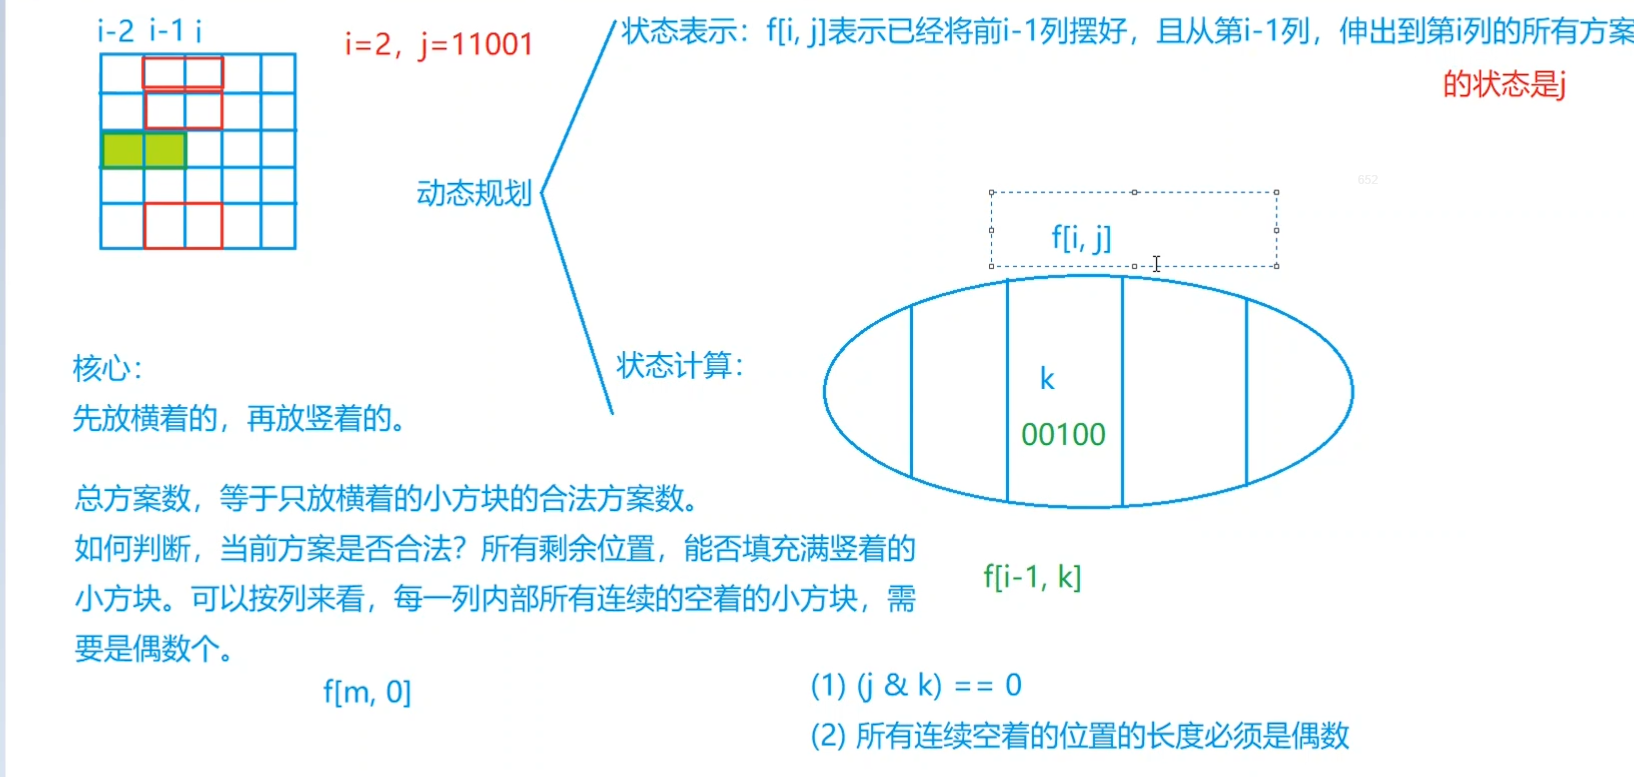 i-2 i-1 i
i=2，j=11001
状态表示：f[i, j]表示已经将前i-1列摆好，且从第i-1列，伸出到第i列的所有方案
的状态是j
652
动态规划
f[i, j]
核心：
先放横着的，再放竖着的。
状态计算：
k
00100
总方案数，等于只放横着的小方块的合法方案数。
如何判断，当前方案是否合法？所有剩余位置，能否填充满竖着的
小方块。可以按列来看，每一列内部所有连续的空着的小方块，需
要是偶数个。
f[i-1, k]
f[m, 0]
(1) (j & k) == 0
(2) 所有连续空着的位置的长度必须是偶数